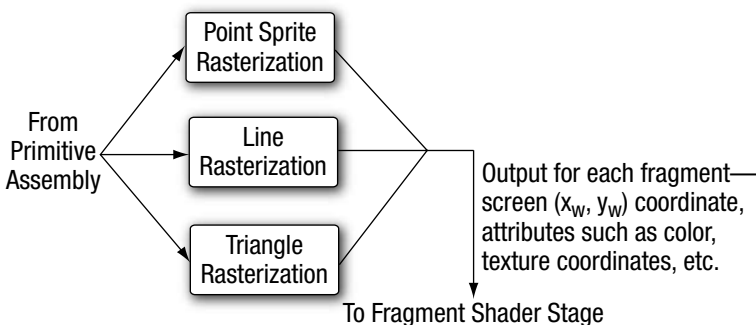 Point Sprite
Rasterization
From
Primitive
Assembly
Line
Rasterization
Output for each fragment—
screen (xw, yw) coordinate,
attributes such as color,
texture coordinates, etc.
Triangle
Rasterization
To Fragment Shader Stage